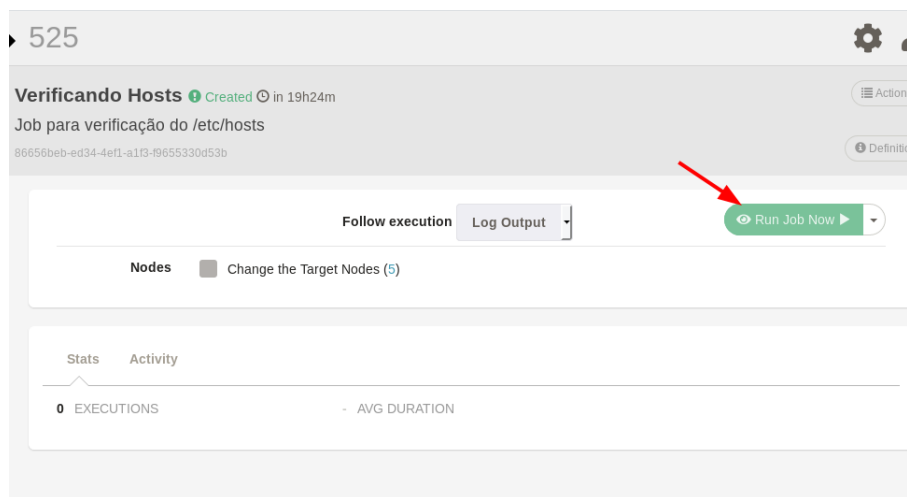 525
Verificando Hosts Created in 19h24m
Action
Job para verificação do /etc/hosts
86656beb-ed34-4ef1-a1f3-f9655330d53b
Definitio
Follow execution Log Output Run Job Now
Nodes Change the Target Nodes (5)
Stats Activity
0 EXECUTIONS - AVG DURATION